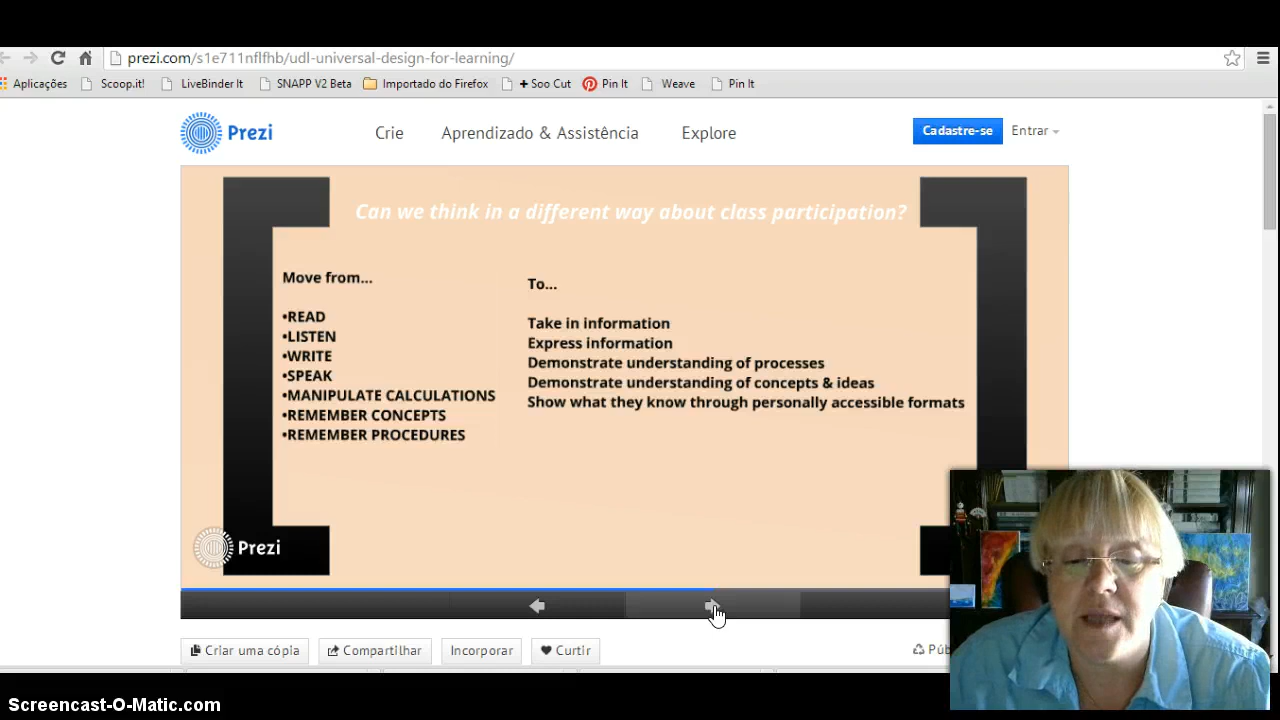 prezi.com/s1e711nflfhb/udl-universal-design-for-learning/
Aplicações Scoop.it! LiveBinder It SNAPP V2 Beta Importado do Firefox + Soo Cut Pin It Weave Pin It
Prezi Crie Aprendizado & Assistência Explore Cadastre-se Entrar
Can we think in a different way about class participation?
Move from...
•READ
•LISTEN
•WRITE
•SPEAK
•MANIPULATE CALCULATIONS
•REMEMBER CONCEPTS
•REMEMBER PROCEDURES
To...
Take in information
Express information
Demonstrate understanding of processes
Demonstrate understanding of concepts & ideas
Show what they know through personally accessible formats
Prezi
Criar uma cópia Compartilhar Incorporar Curtir
Screencast-O-Matic.com